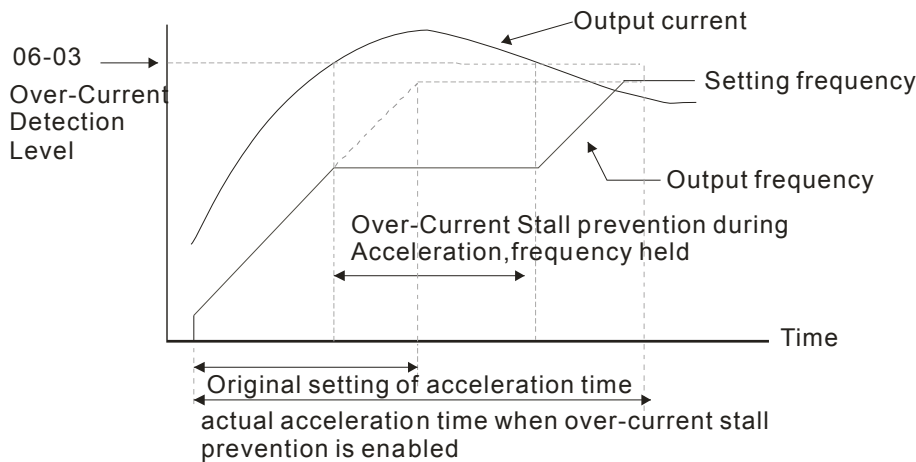 Output current
06-03
Over-Current
Detection
Level
Setting frequency
Output frequency
Over-Current Stall prevention during
Acceleration,frequency held
Time
Original setting of acceleration time
actual acceleration time when over-current stall
prevention is enabled